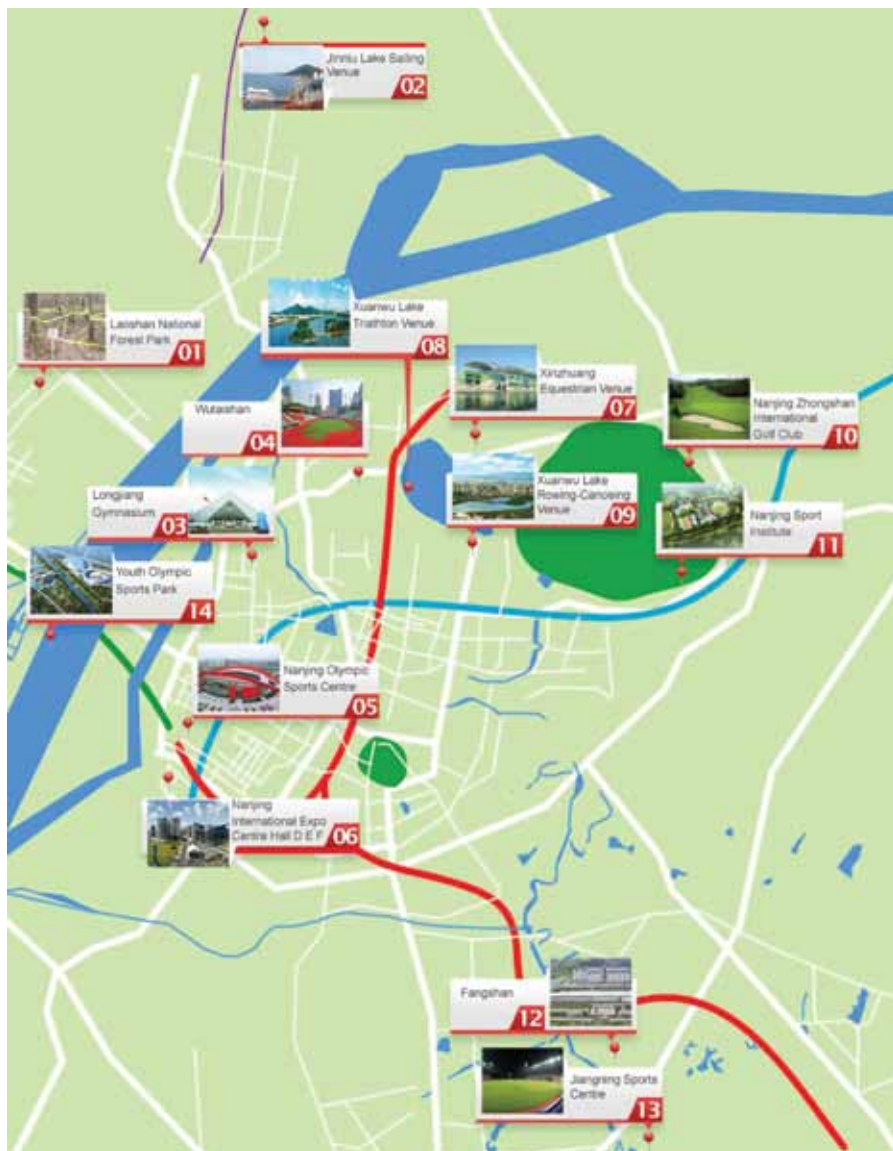 Jinniu Lake Sailing
Venue
02
Laoshan National
Forest Park
01
Xuanwu Lake
Triathlon Venue
08
Xinzhuang
Equestrian Venue
07
Wutaishan
04
Nanjing Zhongshan
International
Golf Club
10
Longjiang
Gymnasium
03
Xuanwu Lake
Rowing-Canoeing
Venue
09
Nanjing Sport
Institute
11
Youth Olympic
Sports Park
14
Nanjing Olympic
Sports Centre
05
Nanjing
International Expo
Centre Hall D E F
06
Fangshan
12
Jiangning Sports
Centre
13